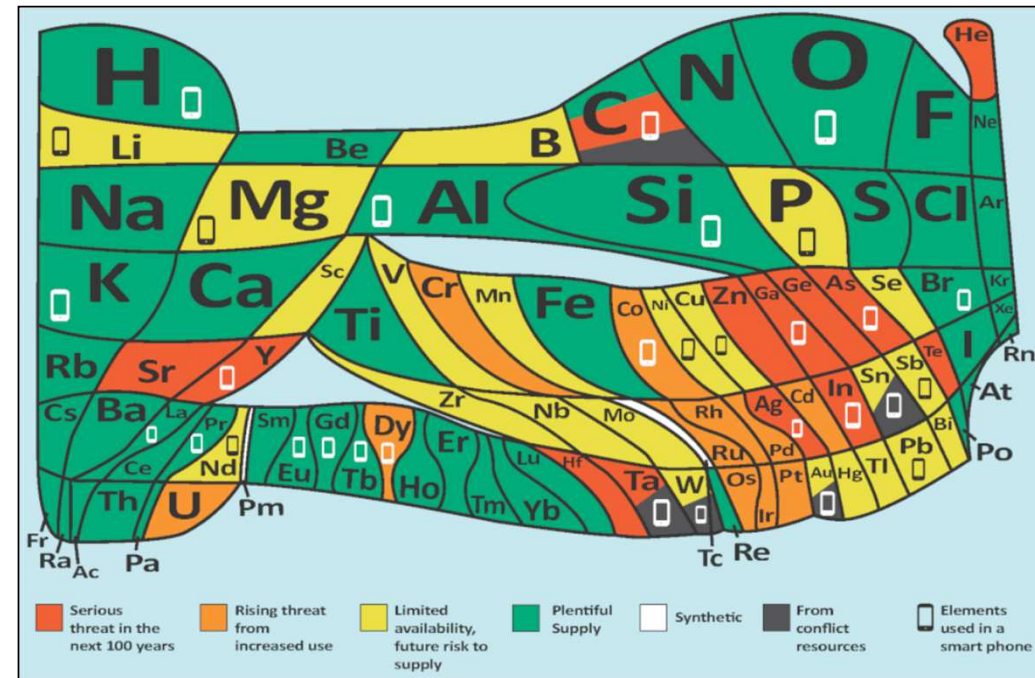 H
He
Li
Be
B
C
N
O
F
Ne
Na
Mg
Al
Si
P
S
Cl
Ar
K
Ca
Sc
Ti
V
Cr
Mn
Fe
Co
Ni
Cu
Zn
Ga
Ge
As
Se
Br
Kr
Rb
Sr
Y
Zr
Nb
Mo
Tc
Ru
Rh
Pd
Ag
Cd
In
Sn
Sb
Te
I
Xe
Cs
Ba
La
Ce
Pr
Nd
Pm
Sm
Eu
Gd
Tb
Dy
Ho
Er
Tm
Yb
Lu
Hf
Ta
W
Re
Os
Ir
Pt
Au
Hg
Tl
Pb
Bi
Po
At
Rn
Fr
Ra
Ac
Th
Pa
U
Serious
threat in the
next 100 years
Rising threat
from
increased use
Limited
availability,
future risk to
supply
Plentiful
Supply
Synthetic
From
conflict
resources
Elements
used in a
smart phone